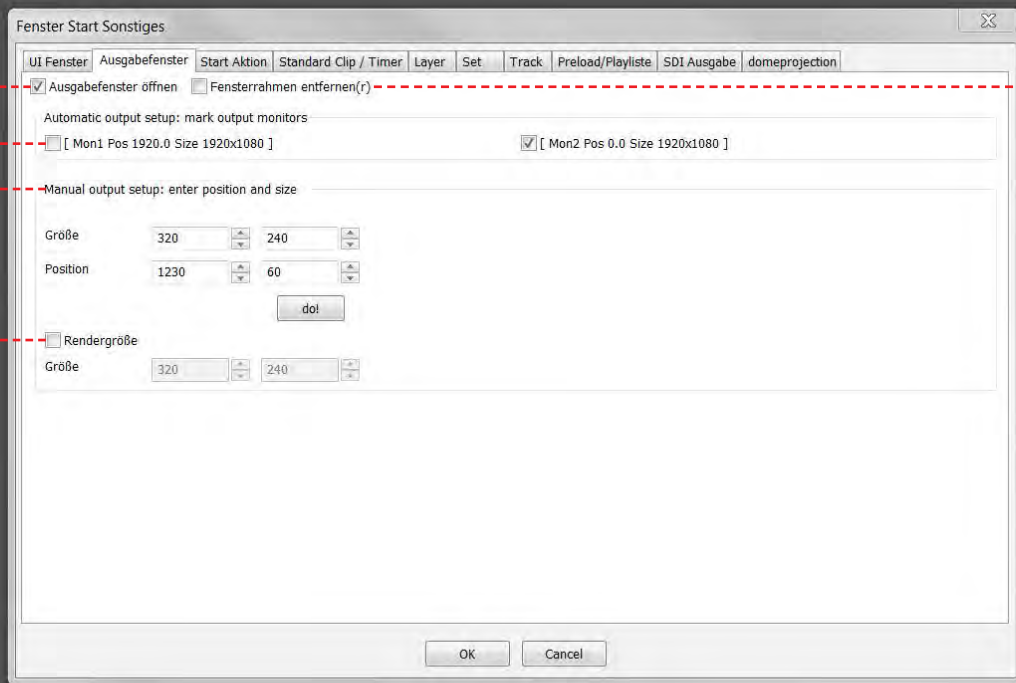 Fenster Start Sonstiges
UI Fenster Ausgabefenster Start Aktion Standard Clip / Timer Layer Set Track Preload/Playliste SDI Ausgabe domeprojection
Ausgabefenster öffnen Fensterrahmen entfernen(r)
Automatic output setup: mark output monitors
[ Mon1 Pos 1920.0 Size 1920x1080 ] [ Mon2 Pos 0.0 Size 1920x1080 ]
Manual output setup: enter position and size
Größe 320 240
Position 1230 60
do!
Rendergröße
Größe 320 240
OK Cancel